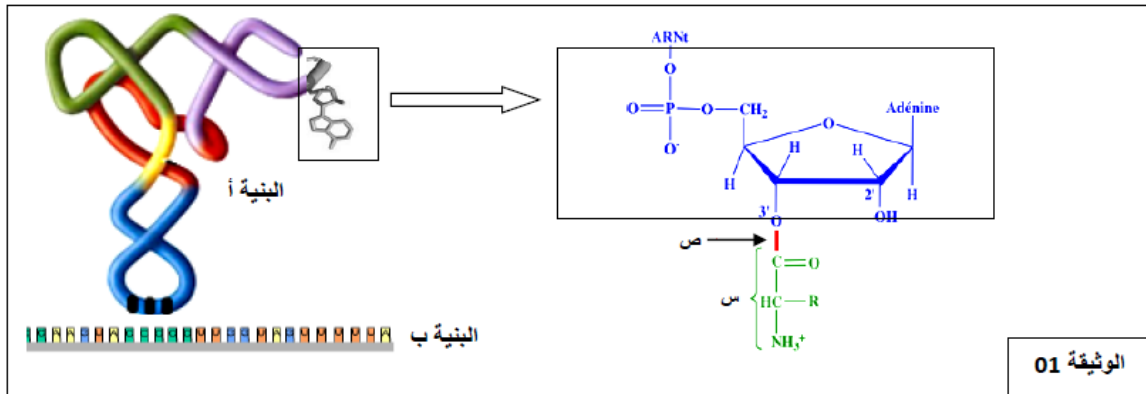 ARNt
O
O=P-O-CH₂
O⁻
O
Adénine
H
H
H
H
3'
2'
O
OH
ص
C=O
س
HC-R
NH₃⁺
البنية أ
البنية ب
الوثيقة 01